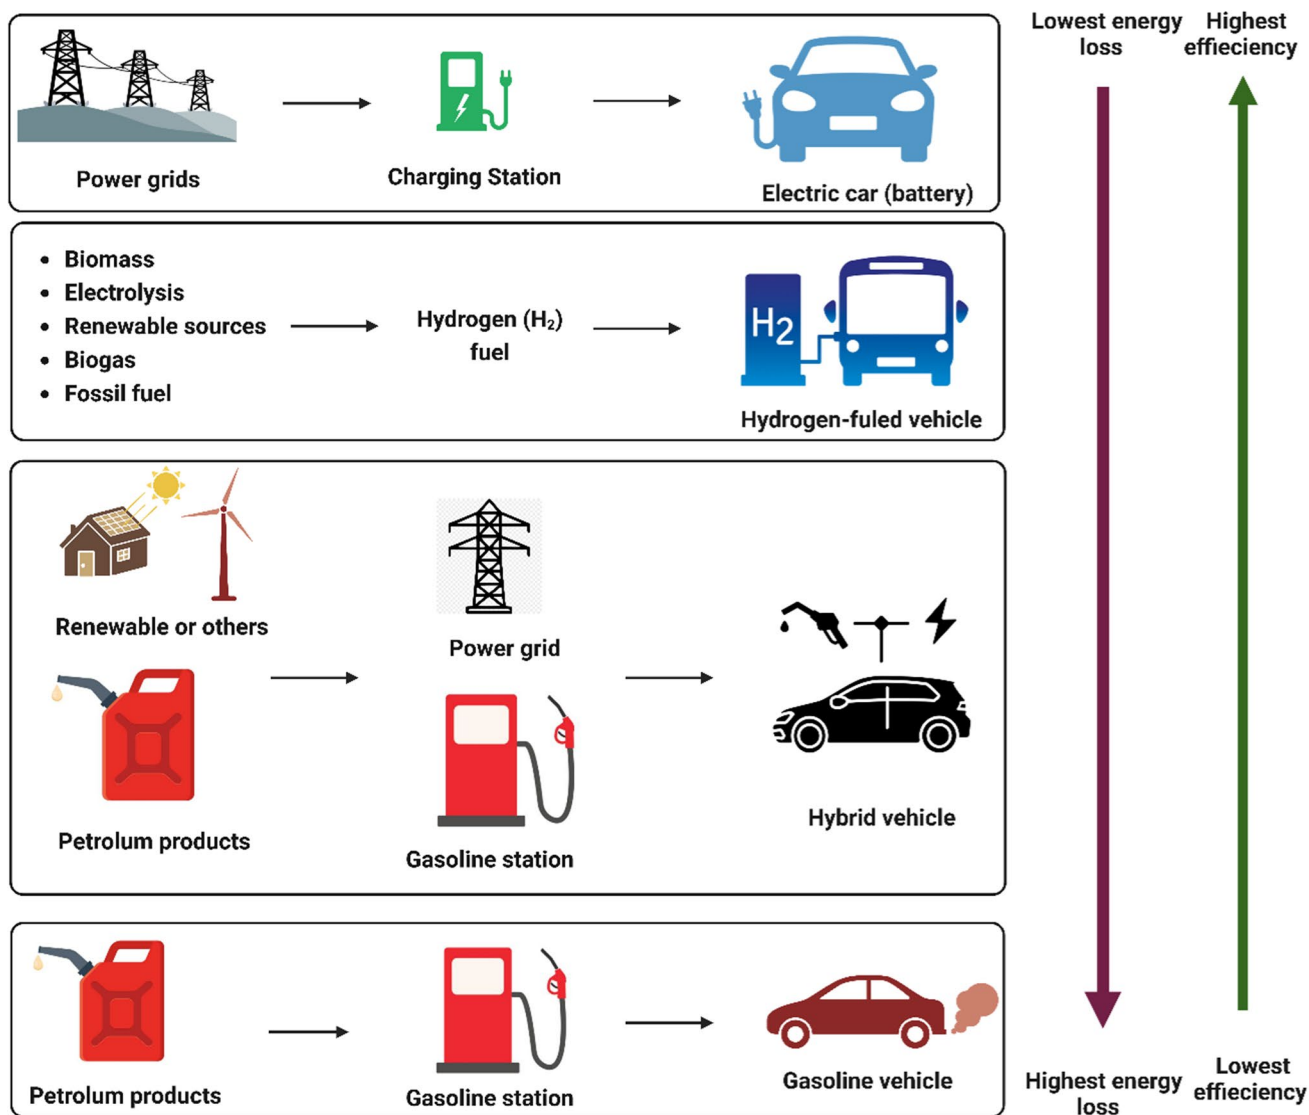 Lowest energy
loss
Highest
effieciency
Power grids
Charging Station
Electric car (battery)
• Biomass
• Electrolysis
• Renewable sources
• Biogas
• Fossil fuel
Hydrogen (H₂)
fuel
H₂
Hydrogen-fuled vehicle
Renewable or others
Power grid
Petrolum products
Gasoline station
Hybrid vehicle
Petrolum products
Gasoline station
Gasoline vehicle
Highest energy
loss
Lowest
effieciency